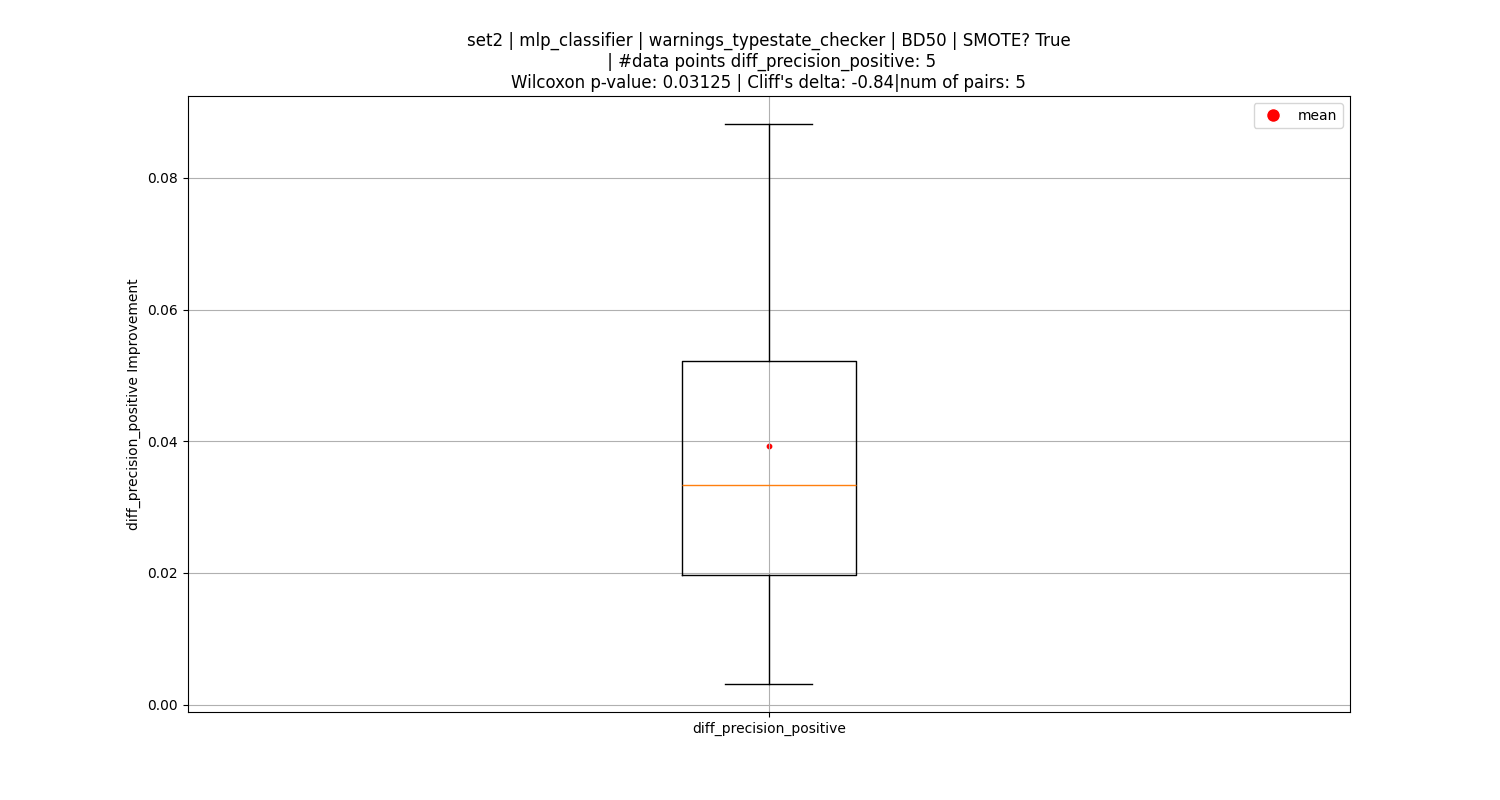 set2 | mlp_classifier | warnings_typestate_checker | BD50 | SMOTE? True
| #data points diff_precision_positive: 5
Wilcoxon p-value: 0.03125 | Cliff's delta: -0.84|num of pairs: 5
mean
0.08
0.06
0.04
0.02
0.00
diff_precision_positive Improvement
diff_precision_positive